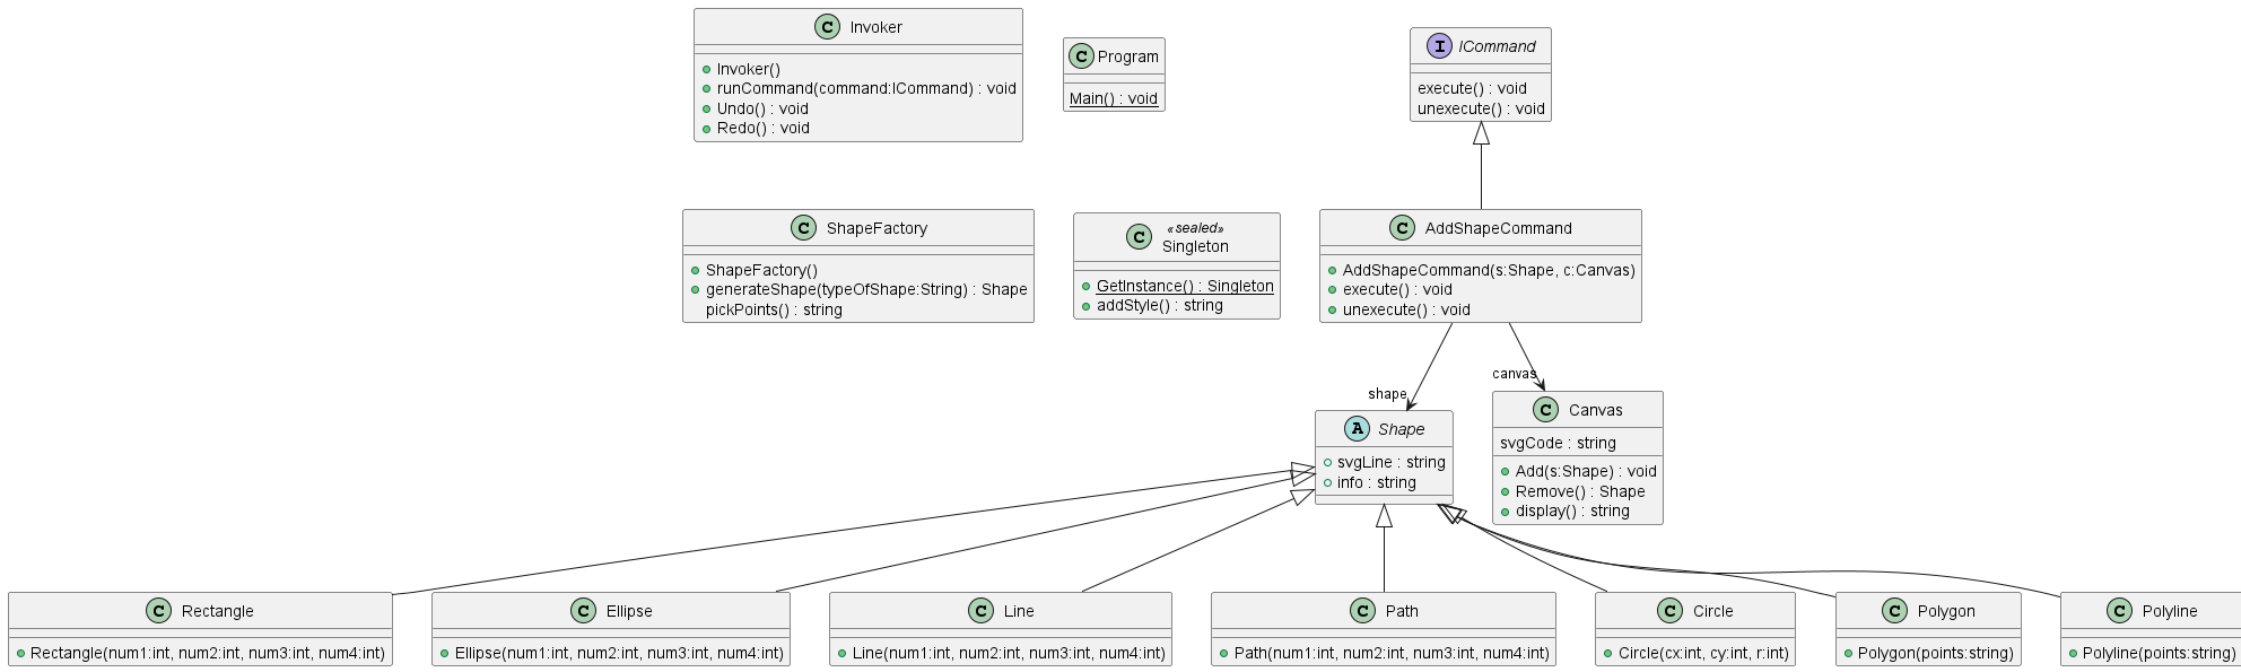 C Invoker
Invoker()
runCommand(command:ICommand) : void
Undo() : void
Redo() : void
C Program
Main() : void
I ICommand
execute() : void
unexecute() : void
C ShapeFactory
ShapeFactory()
generateShape(typeOfShape:String) : Shape
pickPoints() : string
C «sealed»
Singleton
GetInstance() : Singleton
addStyle() : string
C AddShapeCommand
AddShapeCommand(s:Shape, c:Canvas)
execute() : void
unexecute() : void
shape
canvas
A Shape
svgLine : string
info : string
C Canvas
svgCode : string
Add(s:Shape) : void
Remove() : Shape
display() : string
C Rectangle
Rectangle(num1:int, num2:int, num3:int, num4:int)
C Ellipse
Ellipse(num1:int, num2:int, num3:int, num4:int)
C Line
Line(num1:int, num2:int, num3:int, num4:int)
C Path
Path(num1:int, num2:int, num3:int, num4:int)
C Circle
Circle(cx:int, cy:int, r:int)
C Polygon
Polygon(points:string)
C Polyline
Polyline(points:string)